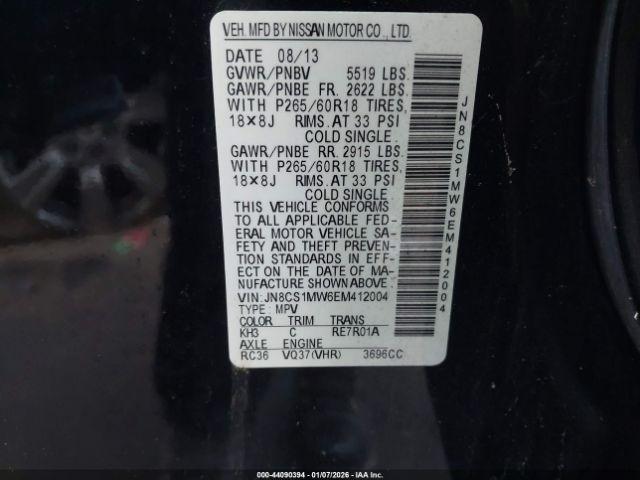 VEH. MFD BY NISSAN MOTOR CO., LTD.
DATE 08/13
GVWR/PNBV 5519 LBS.
GAWR/PNBE FR. 2622 LBS.
WITH P265/60R18 TIRES,
18×8J RIMS, AT 33 PSI
COLD SINGLE.
GAWR/PNBE RR. 2915 LBS.
WITH P265/60R18 TIRES,
18×8J RIMS, AT 33 PSI
COLD SINGLE.
THIS VEHICLE CONFORMS
TO ALL APPLICABLE FED-
ERAL MOTOR VEHICLE SA-
FETY AND THEFT PREVEN-
TION STANDARDS IN EFF-
ECT ON THE DATE OF MA-
NUFACTURE SHOWN ABOVE.
VIN: JN8CS1MW6EM412004
TYPE: MPV
COLOR TRIM TRANS
KH3 C RE7R01A
AXLE ENGINE
RC36 VQ37(VHR) 3696CC
JN8CS1MW6EM412004
000-44090394 | 01/07/2026 | IAAI.com